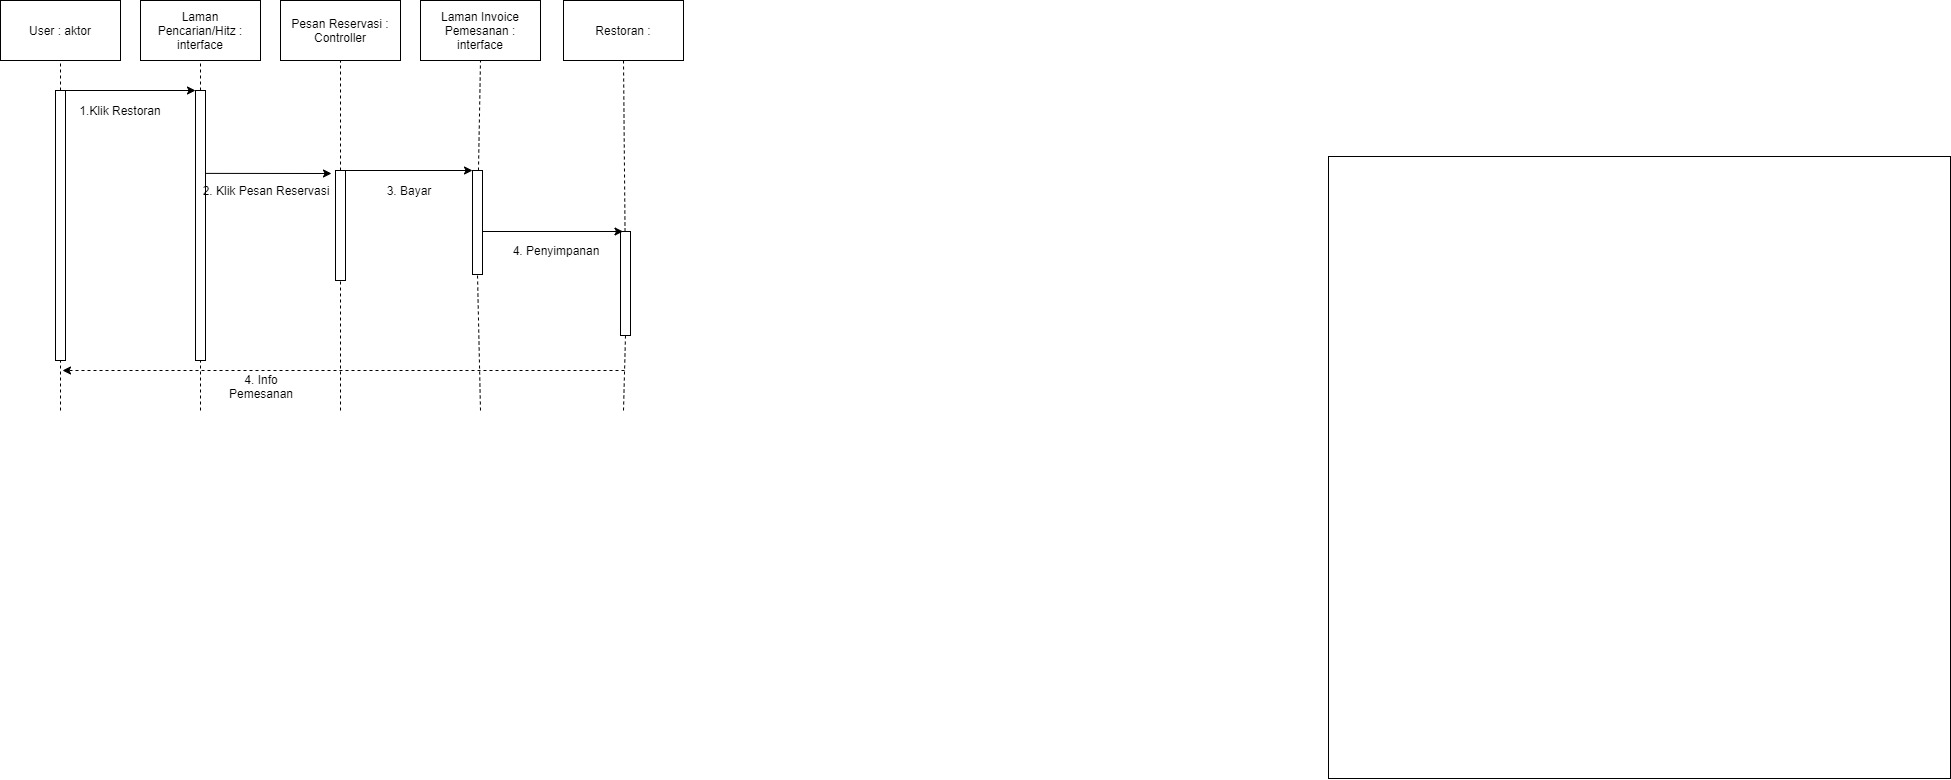 User : aktor
Laman
Pencarian/Hitz :
interface
Pesan Reservasi :
Controller
Laman Invoice
Pemesanan :
interface
Restoran :
1.Klik Restoran
2. Klik Pesan Reservasi
3. Bayar
4. Penyimpanan
4. Info
Pemesanan